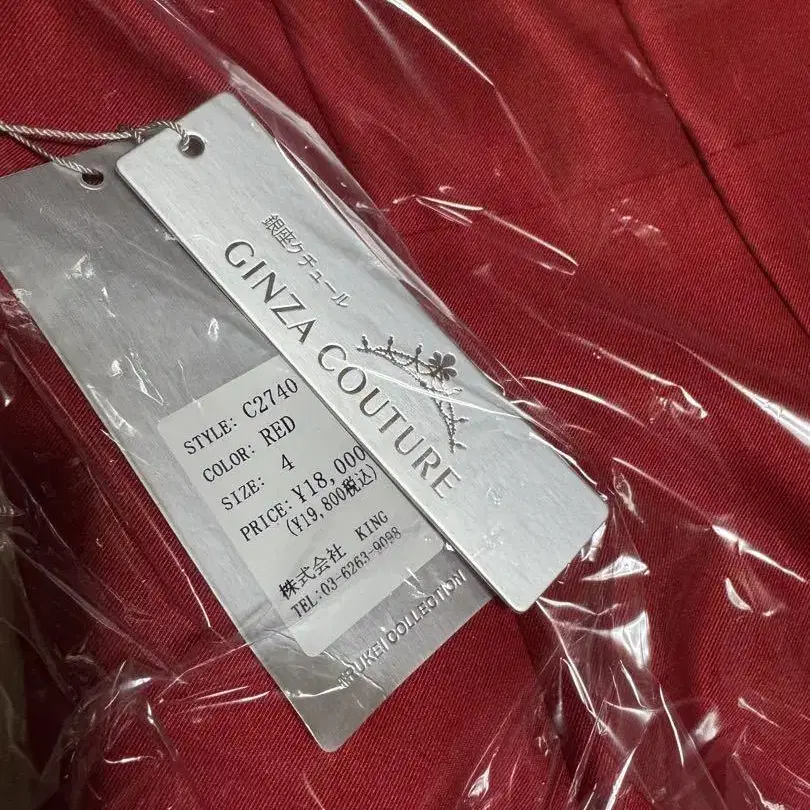 銀座クチュール
GINZA COUTURE
STYLE: C2740
COLOR: RED
SIZE: 4
PRICE: ¥18,000
(¥19,800税込)
株式会社 KING
TEL:03-6263-9098
COLLECTION